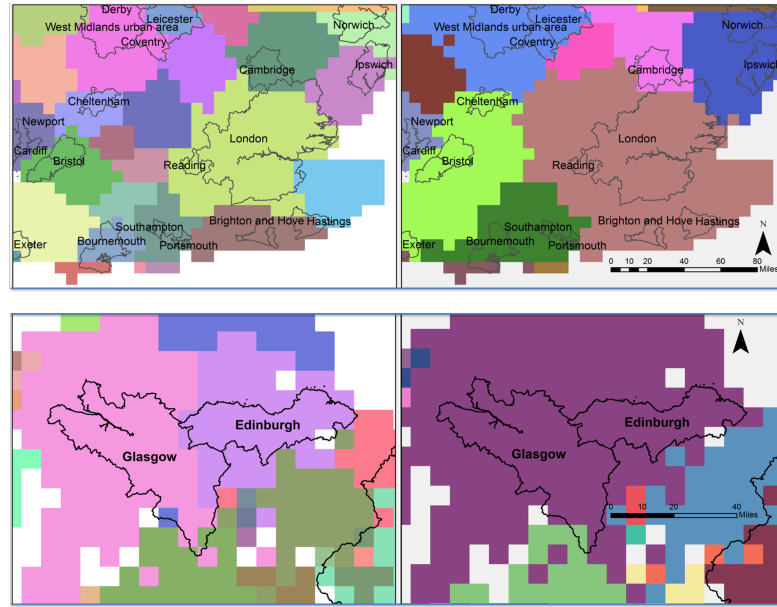 Derby
Leicester
West Midlands urban area
Coventry
Norwich
Ipswich
Cambridge
Cheltenham
Newport
Cardiff
Bristol
London
Reading
Brighton and Hove Hastings
Southampton
Bournemouth
Portsmouth
Exeter
Derby
Leicester
West Midlands urban area
Coventry
Norwich
Ipswich
Cambridge
Cheltenham
Newport
Cardiff
Bristol
London
Reading
Brighton and Hove Hastings
Southampton
Bournemouth
Portsmouth
Exeter
N
0 10 20 40 60 80
Miles
Edinburgh
Glasgow
N
Edinburgh
Glasgow
0 10 20 40
Miles